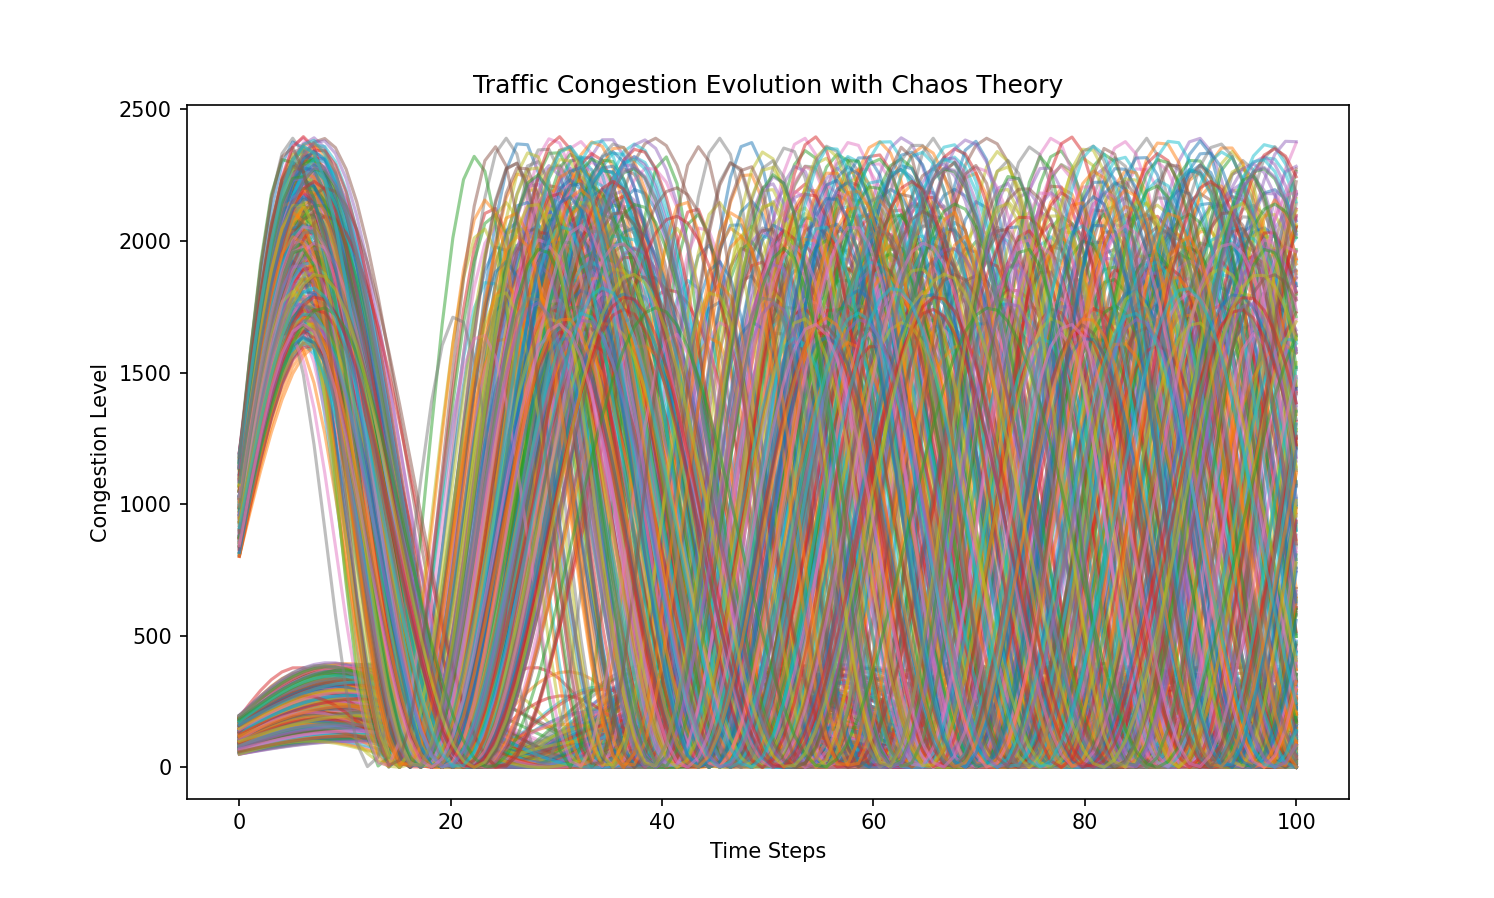 Traffic Congestion Evolution with Chaos Theory
2500
2000
1500
1000
500
0
Congestion Level
0 20 40 60 80 100
Time Steps